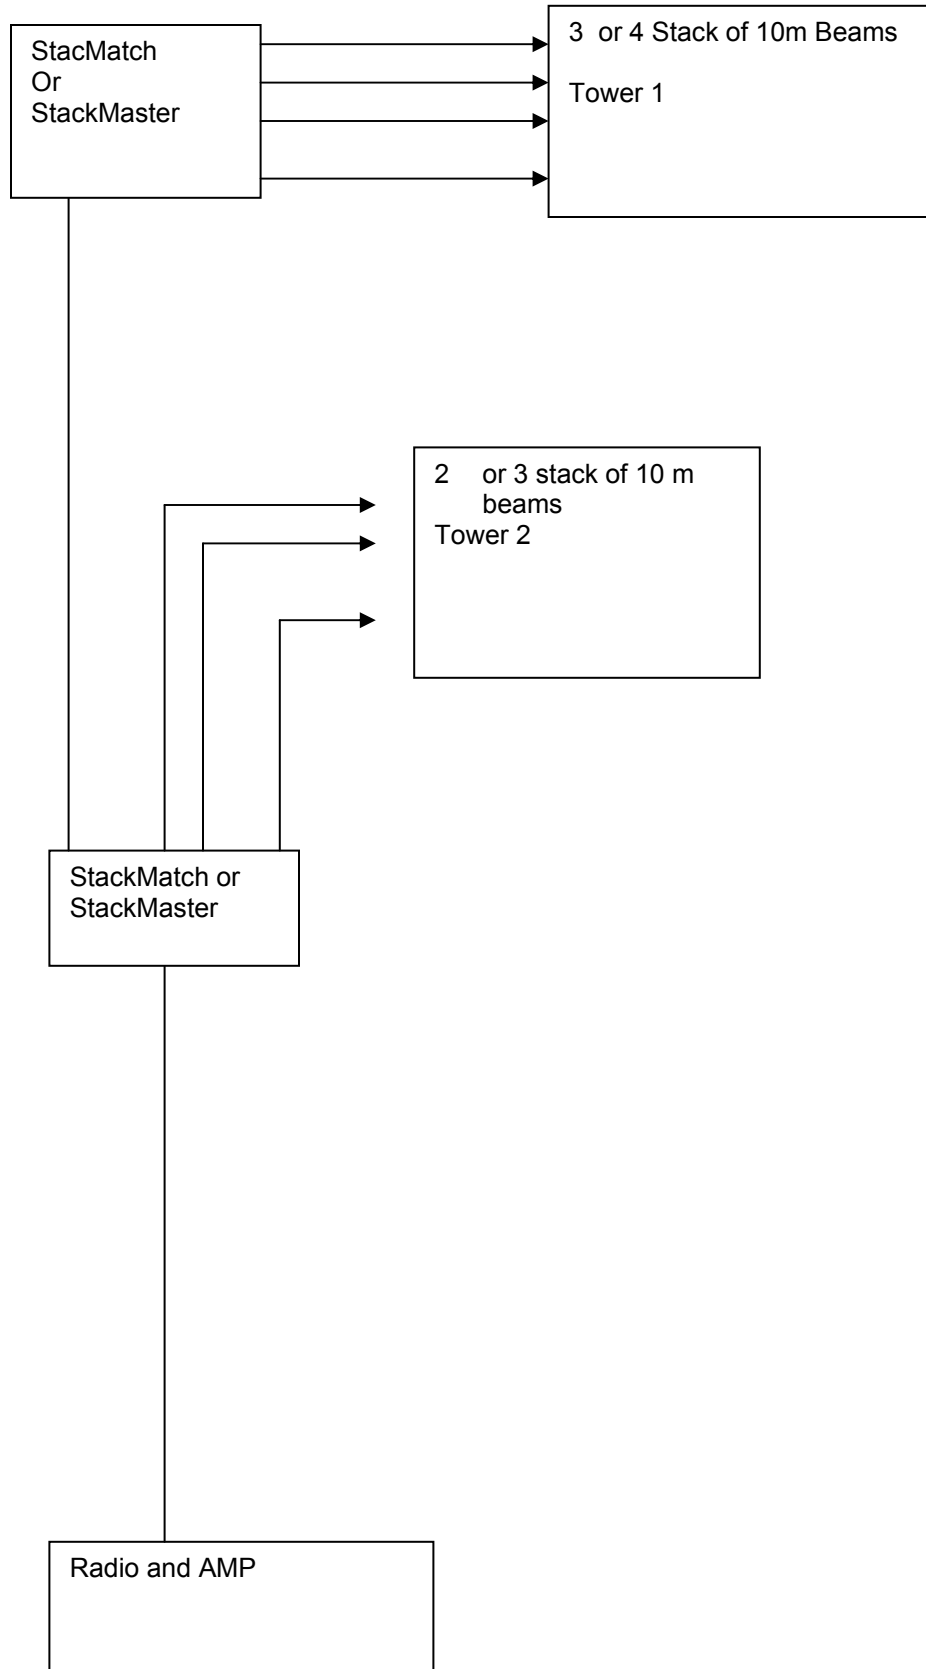 StacMatch
Or
StackMaster
3 or 4 Stack of 10m Beams
Tower 1
2 or 3 stack of 10 m
beams
Tower 2
StackMatch or
StackMaster
Radio and AMP